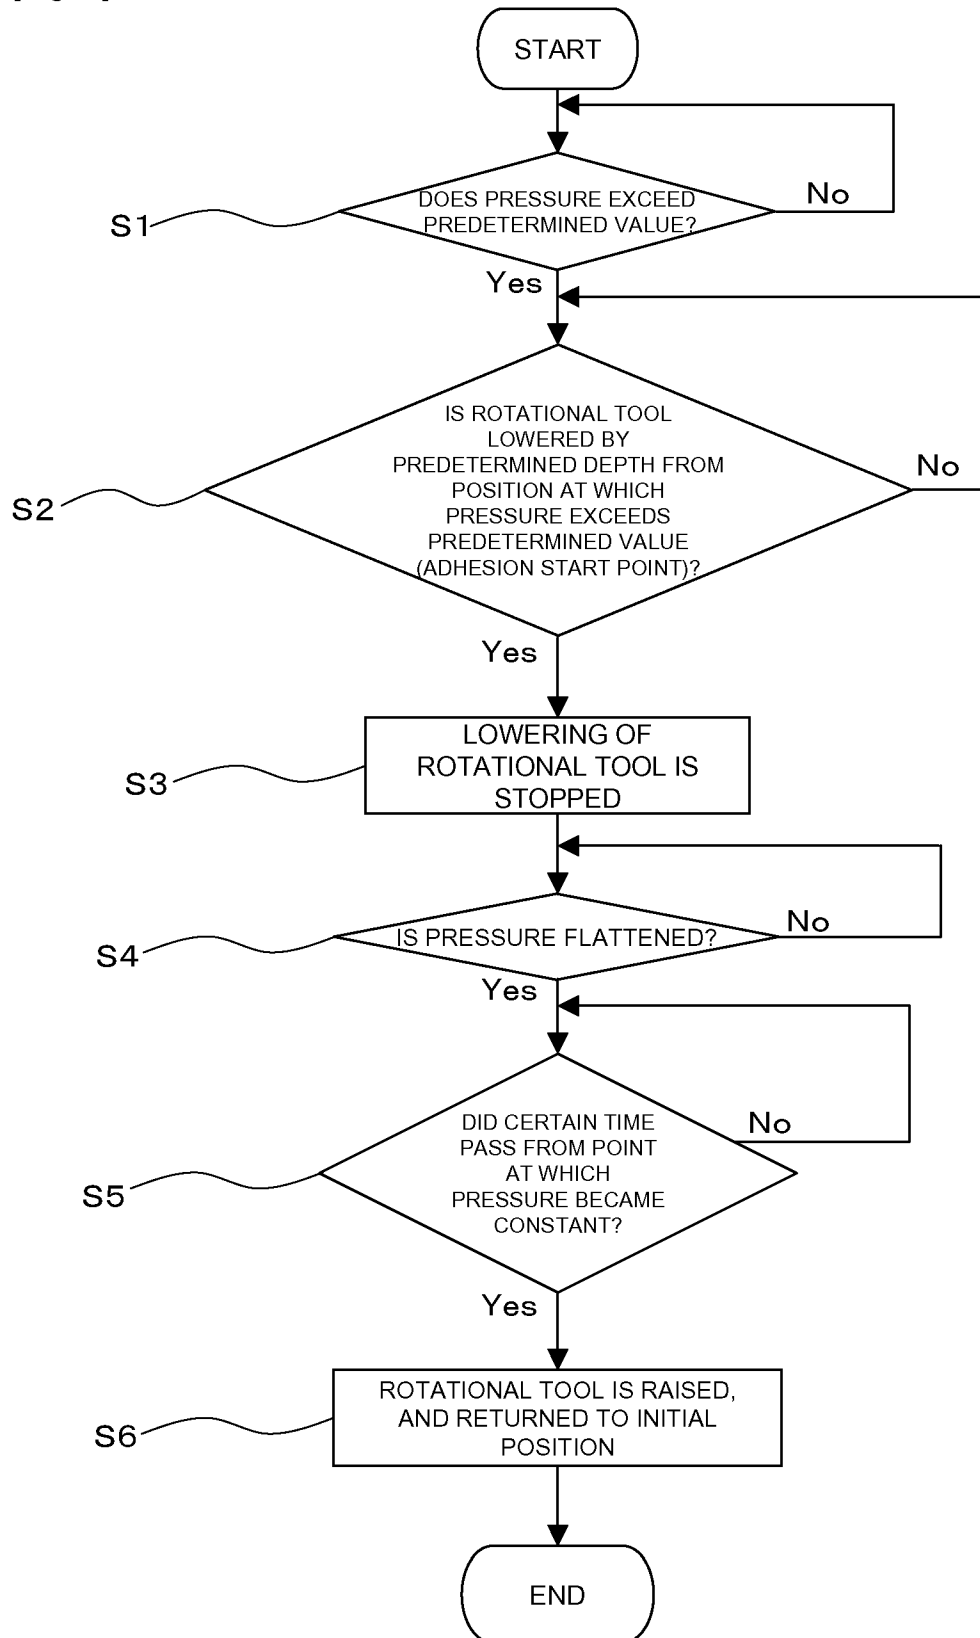 START
DOES PRESSURE EXCEED
PREDETERMINED VALUE?
No
S1
Yes
IS ROTATIONAL TOOL
LOWERED BY
PREDETERMINED DEPTH FROM
POSITION AT WHICH
PRESSURE EXCEEDS
PREDETERMINED VALUE
(ADHESION START POINT)?
No
S2
Yes
LOWERING OF
ROTATIONAL TOOL IS
STOPPED
S3
IS PRESSURE FLATTENED?
No
S4
Yes
DID CERTAIN TIME
PASS FROM POINT
AT WHICH
PRESSURE BECAME
CONSTANT?
No
S5
Yes
ROTATIONAL TOOL IS RAISED,
AND RETURNED TO INITIAL
POSITION
S6
END